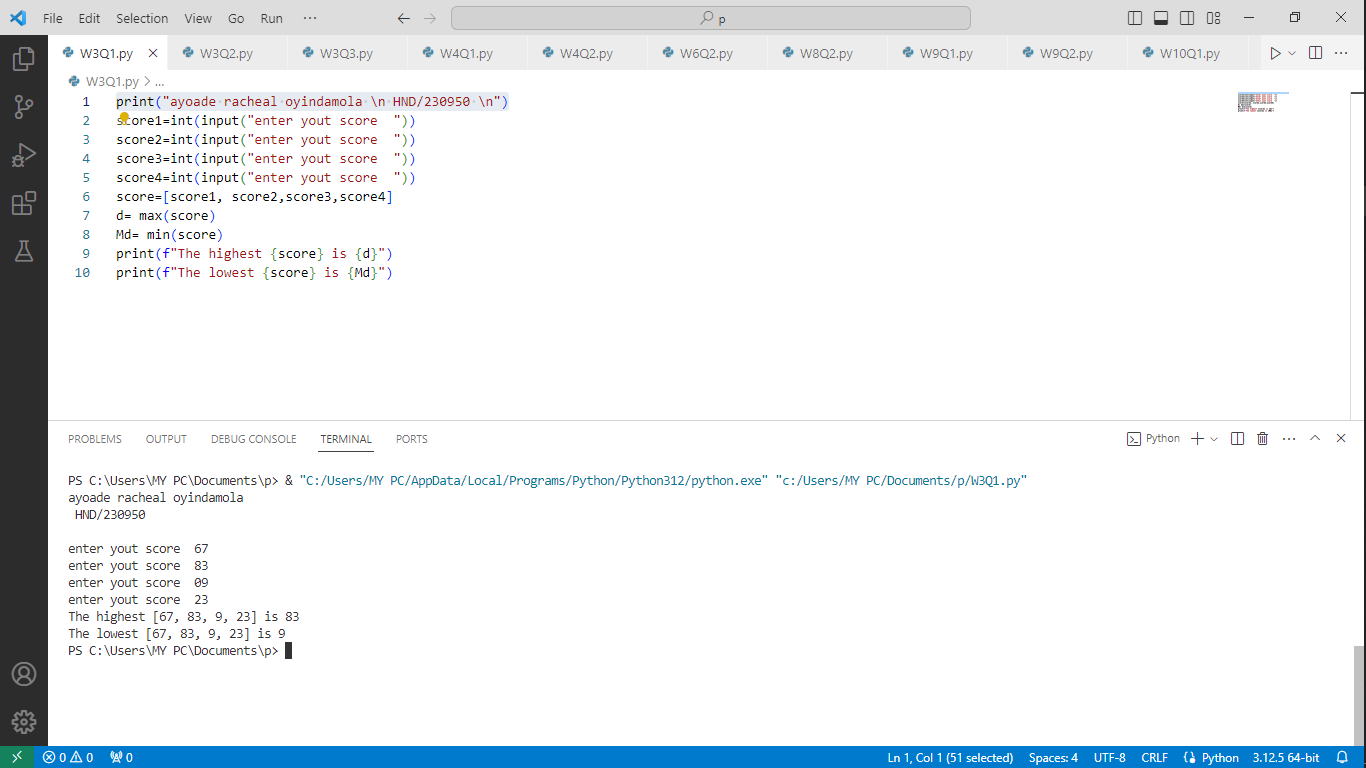 File Edit Selection View Go Run ··· p
W3Q1.py W3Q2.py W3Q3.py W4Q1.py W4Q2.py W6Q2.py W8Q2.py W9Q1.py W9Q2.py W10Q1.py
W3Q1.py > ...
1 print("ayoade racheal oyindamola \n HND/230950 \n")
2 score1=int(input("enter yout score  "))
3 score2=int(input("enter yout score  "))
4 score3=int(input("enter yout score  "))
5 score4=int(input("enter yout score  "))
6 score=[score1, score2,score3,score4]
7 d= max(score)
8 Md= min(score)
9 print(f"The highest {score} is {d}")
10 print(f"The lowest {score} is {Md}")
PROBLEMS OUTPUT DEBUG CONSOLE TERMINAL PORTS Python
PS C:\Users\MY PC\Documents\p> & "C:/Users/MY PC/AppData/Local/Programs/Python/Python312/python.exe" "c:/Users/MY PC/Documents/p/W3Q1.py"
ayoade racheal oyindamola
 HND/230950
enter yout score  67
enter yout score  83
enter yout score  09
enter yout score  23
The highest [67, 83, 9, 23] is 83
The lowest [67, 83, 9, 23] is 9
PS C:\Users\MY PC\Documents\p>
0 0 0 Ln 1, Col 1 (51 selected) Spaces: 4 UTF-8 CRLF Python 3.12.5 64-bit